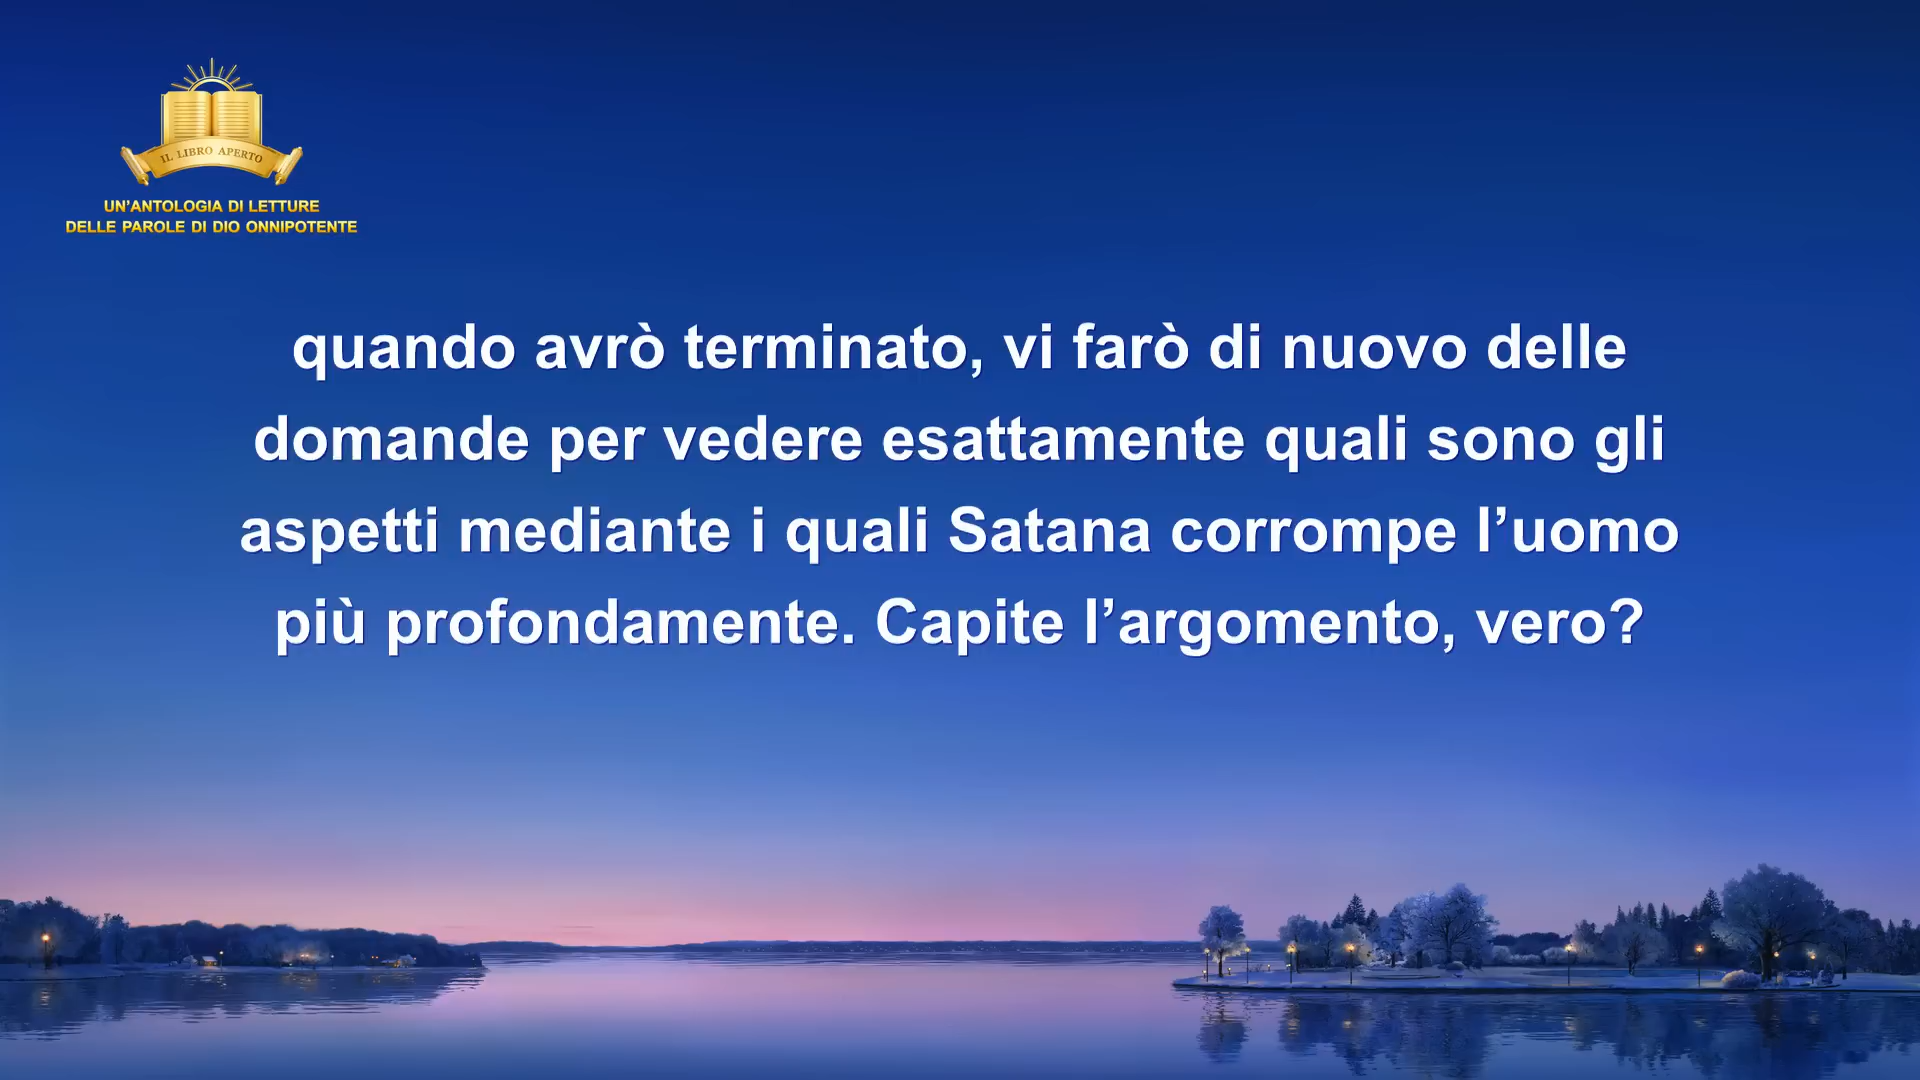 IL LIBRO APERTO
UN’ANTOLOGIA DI LETTURE
DELLE PAROLE DI DIO ONNIPOTENTE
quando avrò terminato, vi farò di nuovo delle
domande per vedere esattamente quali sono gli
aspetti mediante i quali Satana corrompe l’uomo
più profondamente. Capite l’argomento, vero?